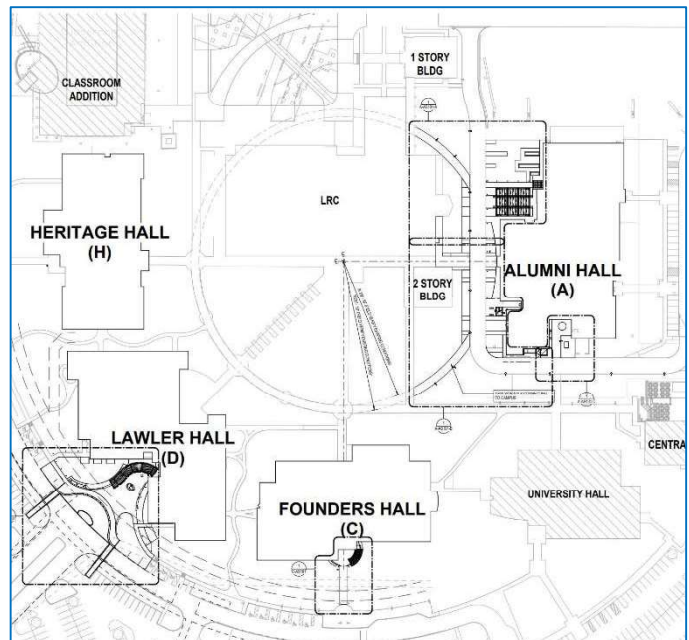 1 STORY
BLDG
CLASSROOM
ADDITION
LRC
HERITAGE HALL
(H)
ALUMNI HALL
(A)
2 STORY
BLDG
LAWLER HALL
(D)
FOUNDERS HALL
(C)
UNIVERSITY HALL
CENTRA